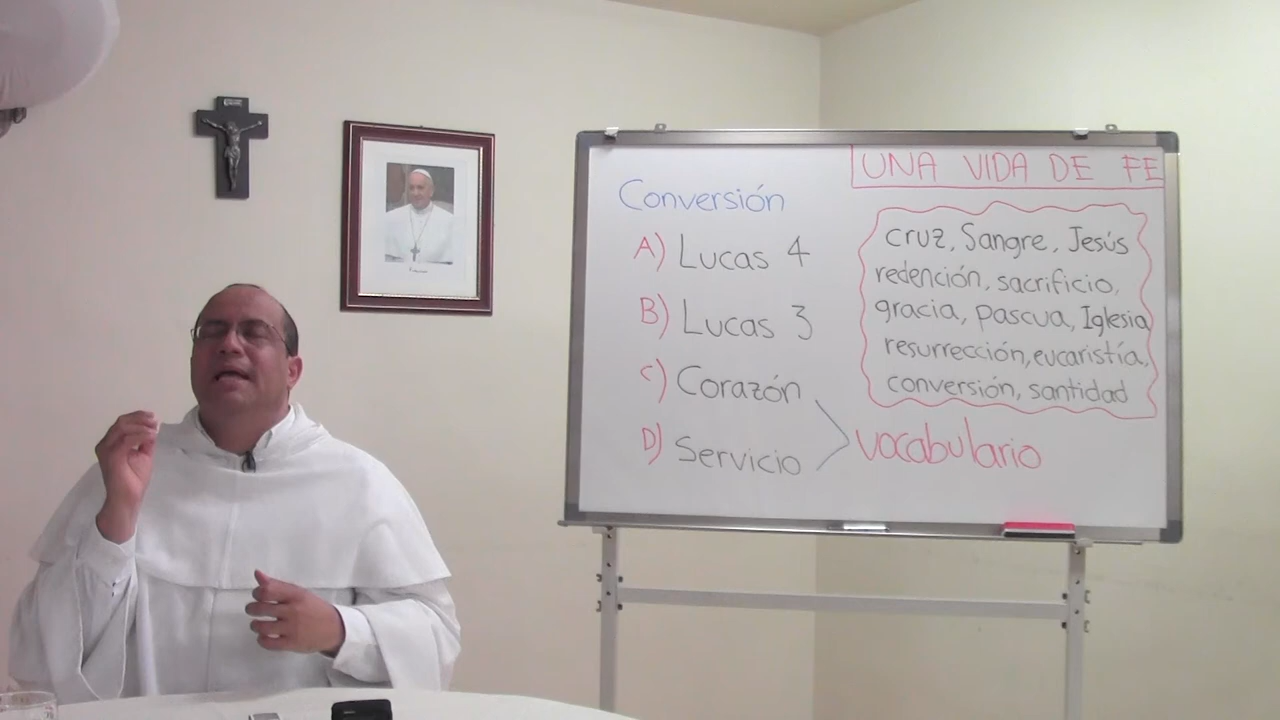 UNA VIDA DE FE
Conversión
A) Lucas 4
B) Lucas 3
C) Corazón
D) Servicio
vocabulario
cruz, Sangre, Jesús
redención, sacrificio,
gracia, pascua, Iglesia
resurrección, eucaristía,
conversión, santidad